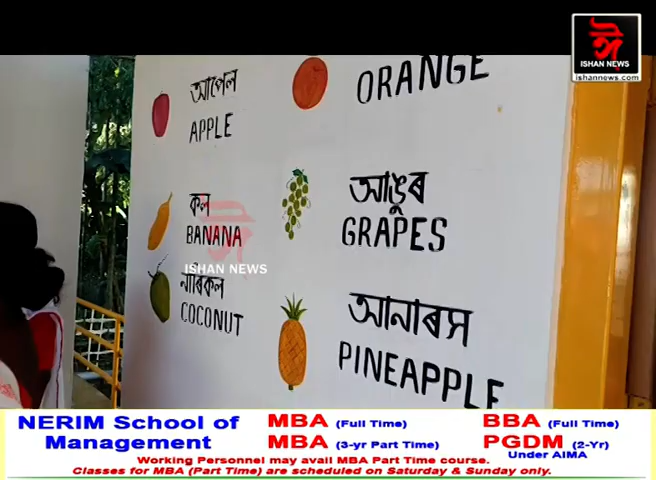 ISHAN NEWS
ishannews.com
আপেল
APPLE
ORANGE
কল
BANANA
আঙুৰ
GRAPES
ISHAN NEWS
নাৰিকল
COCONUT
আনাৰস
PINEAPPLE
NERIM School of Management
MBA (Full Time)
BBA (Full Time)
MBA (3-yr Part Time)
PGDM (2-Yr)
Under AIMA
Working Personnel may avail MBA Part Time course.
Classes for MBA (Part Time) are scheduled on Saturday & Sunday only.